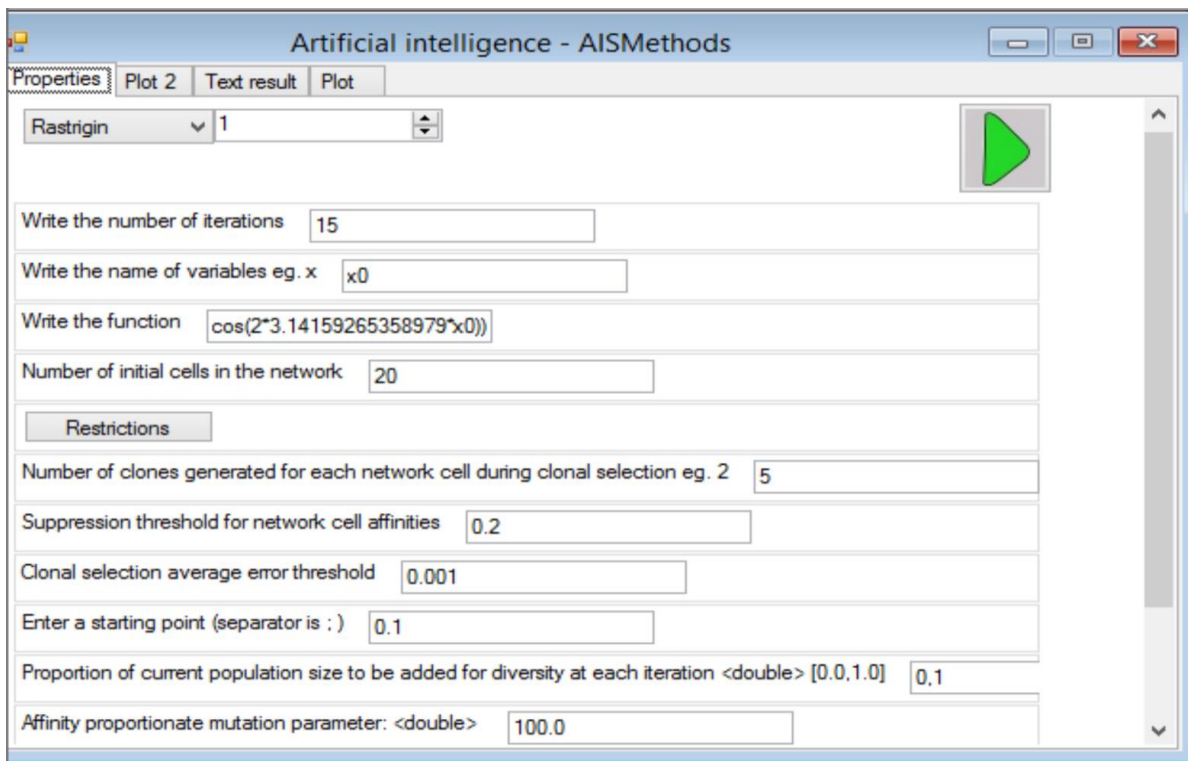 Artificial intelligence - AISMethods
Properties Plot 2 Text result Plot
Rastrigin 1
Write the number of iterations 15
Write the name of variables eg. x x0
Write the function cos(2*3.14159265358979*x0))
Number of initial cells in the network 20
Restrictions
Number of clones generated for each network cell during clonal selection eg. 2 5
Suppression threshold for network cell affinities 0.2
Clonal selection average error threshold 0.001
Enter a starting point (separator is ; ) 0.1
Proportion of current population size to be added for diversity at each iteration <double> [0.0,1.0] 0,1
Affinity proportionate mutation parameter: <double> 100.0